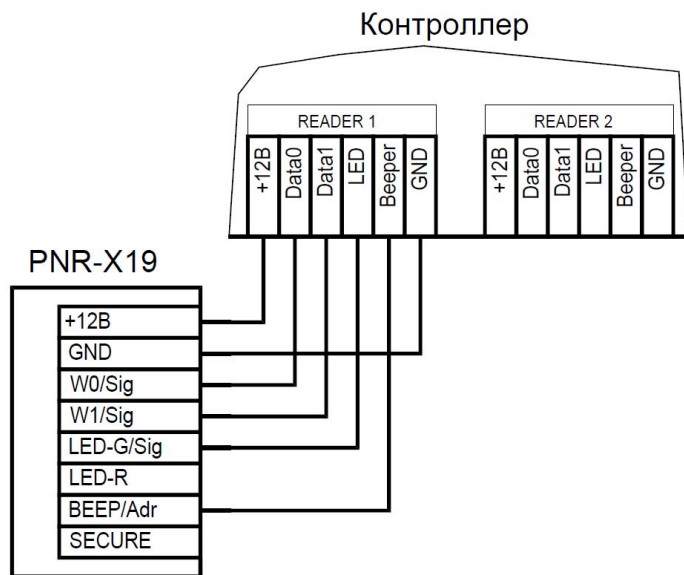 Контроллер
READER 1
READER 2
+12В
Data0
Data1
LED
Beeper
GND
+12В
Data0
Data1
LED
Beeper
GND
PNR-X19
+12В
GND
W0/Sig
W1/Sig
LED-G/Sig
LED-R
BEEP/Adr
SECURE